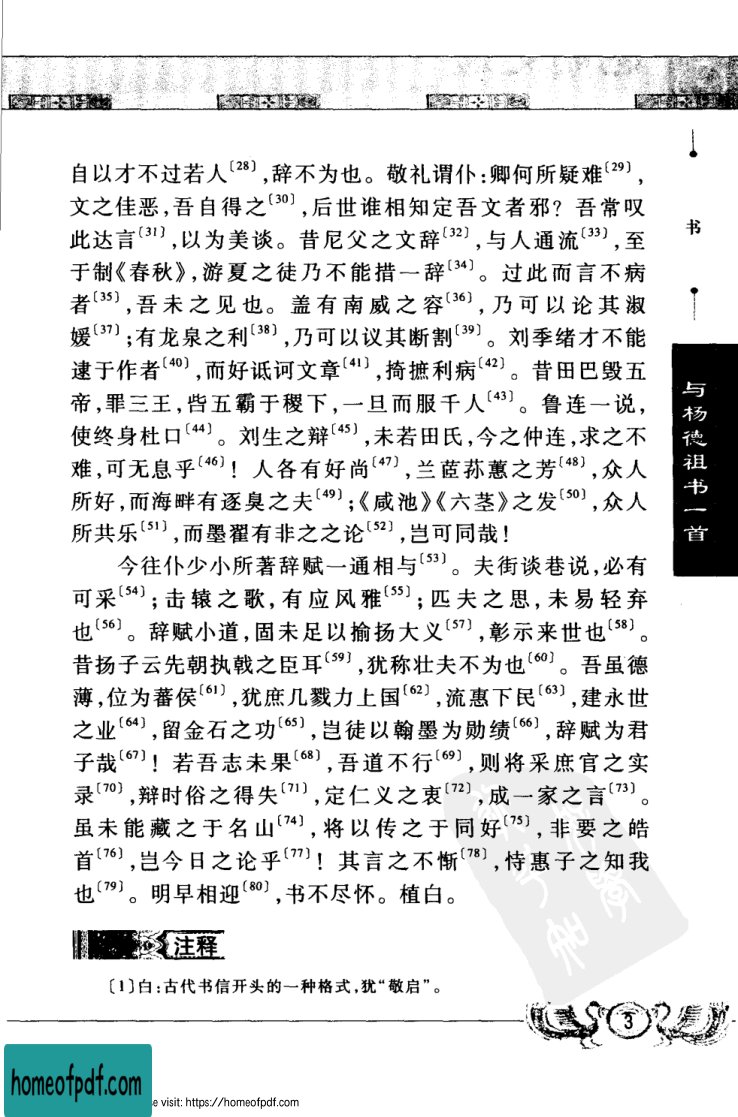 自以才不过若人〔28〕,辞不为也。敬礼谓仆:卿何所疑难〔29〕,
文之佳恶,吾自得之〔30〕,后世谁相知定吾文者邪? 吾常叹
此达言〔31〕,以为美谈。昔尼父之文辞〔32〕,与人通流〔33〕,至
于制《春秋》,游夏之徒乃不能措一辞〔34〕。过此而言不病
者〔35〕,吾未之见也。盖有南威之容〔36〕,乃可以论其淑
媛〔37〕;有龙泉之利〔38〕,乃可以议其断割〔39〕。刘季绪才不能
逮于作者〔40〕,而好诋诃文章〔41〕,掎摭利病〔42〕。昔田巴毁五
帝,罪三王,呰五霸于稷下,一旦而服千人〔43〕。鲁连一说,
使终身杜口〔44〕。刘生之辩〔45〕,未若田氏,今之仲连,求之不
难,可无息乎〔46〕! 人各有好尚〔47〕,兰茝荪蕙之芳〔48〕,众人
所好,而海畔有逐臭之夫〔49〕;《咸池》《六茎》之发〔50〕,众人
所共乐〔51〕,而墨翟有非之之论〔52〕,岂可同哉!
今往仆少小所著辞赋一通相与〔53〕。夫街谈巷说,必有
可采〔54〕;击辕之歌,有应风雅〔55〕;匹夫之思,未易轻弃
也〔56〕。辞赋小道,固未足以揄扬大义〔57〕,彰示来世也〔58〕。
昔扬子云先朝执戟之臣耳〔59〕,犹称壮夫不为也〔60〕。吾虽德
薄,位为蕃侯〔61〕,犹庶几戮力上国〔62〕,流惠下民〔63〕,建永世
之业〔64〕,留金石之功〔65〕,岂徒以翰墨为勋绩〔66〕,辞赋为君
子哉〔67〕! 若吾志未果〔68〕,吾道不行〔69〕,则将采庶官之实
录〔70〕,辩时俗之得失〔71〕,定仁义之衷〔72〕,成一家之言〔73〕。
虽未能藏之于名山〔74〕,将以传之于同好〔75〕,非要之皓
首〔76〕,岂今日之论乎〔77〕! 其言之不惭〔78〕,恃惠子之知我
也〔79〕。明早相迎〔80〕,书不尽怀。植白。
注释
〔1〕白:古代书信开头的一种格式,犹“敬启”。
书
与杨德祖书一首
3
homeofpdf.com
se visit: https://homeofpdf.com